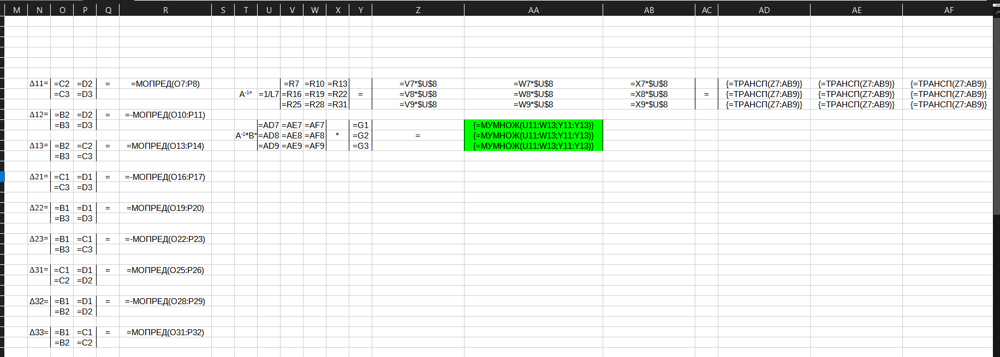 M N O P Q R S T U V W X Y Z AA AB AC AD AE AF
Δ11= =C2 =D2 = =МОПРЕД(O7:P8) =R7 =R10 =R13 =V7*$U$8 =W7*$U$8 =X7*$U$8 {=ТРАНСП(Z7:AB9)} {=ТРАНСП(Z7:AB9)} {=ТРАНСП(Z7:AB9)}
=C3 =D3 A-1= =1/L7 =R16 =R19 =R22 = =V8*$U$8 =W8*$U$8 =X8*$U$8 = {=ТРАНСП(Z7:AB9)} {=ТРАНСП(Z7:AB9)} {=ТРАНСП(Z7:AB9)}
=R25 =R28 =R31 =V9*$U$8 =W9*$U$8 =X9*$U$8 {=ТРАНСП(Z7:AB9)} {=ТРАНСП(Z7:AB9)} {=ТРАНСП(Z7:AB9)}
Δ12= =B2 =D2 = =-МОПРЕД(O10:P11)
=B3 =D3 =AD7 =AE7 =AF7 =G1 {=МУМНОЖ(U11:W13;Y11:Y13)}
A-1*B= =AD8 =AE8 =AF8 * =G2 = {=МУМНОЖ(U11:W13;Y11:Y13)}
Δ13= =B2 =C2 = =МОПРЕД(O13:P14) =AD9 =AE9 =AF9 =G3 {=МУМНОЖ(U11:W13;Y11:Y13)}
=B3 =C3
Δ21= =C1 =D1 = =-МОПРЕД(O16:P17)
=C3 =D3
Δ22= =B1 =D1 = =МОПРЕД(O19:P20)
=B3 =D3
Δ23= =B1 =C1 = =-МОПРЕД(O22:P23)
=B3 =C3
Δ31= =C1 =D1 = =МОПРЕД(O25:P26)
=C2 =D2
Δ32= =B1 =D1 = =-МОПРЕД(O28:P29)
=B2 =D2
Δ33= =B1 =C1 = =МОПРЕД(O31:P32)
=B2 =C2